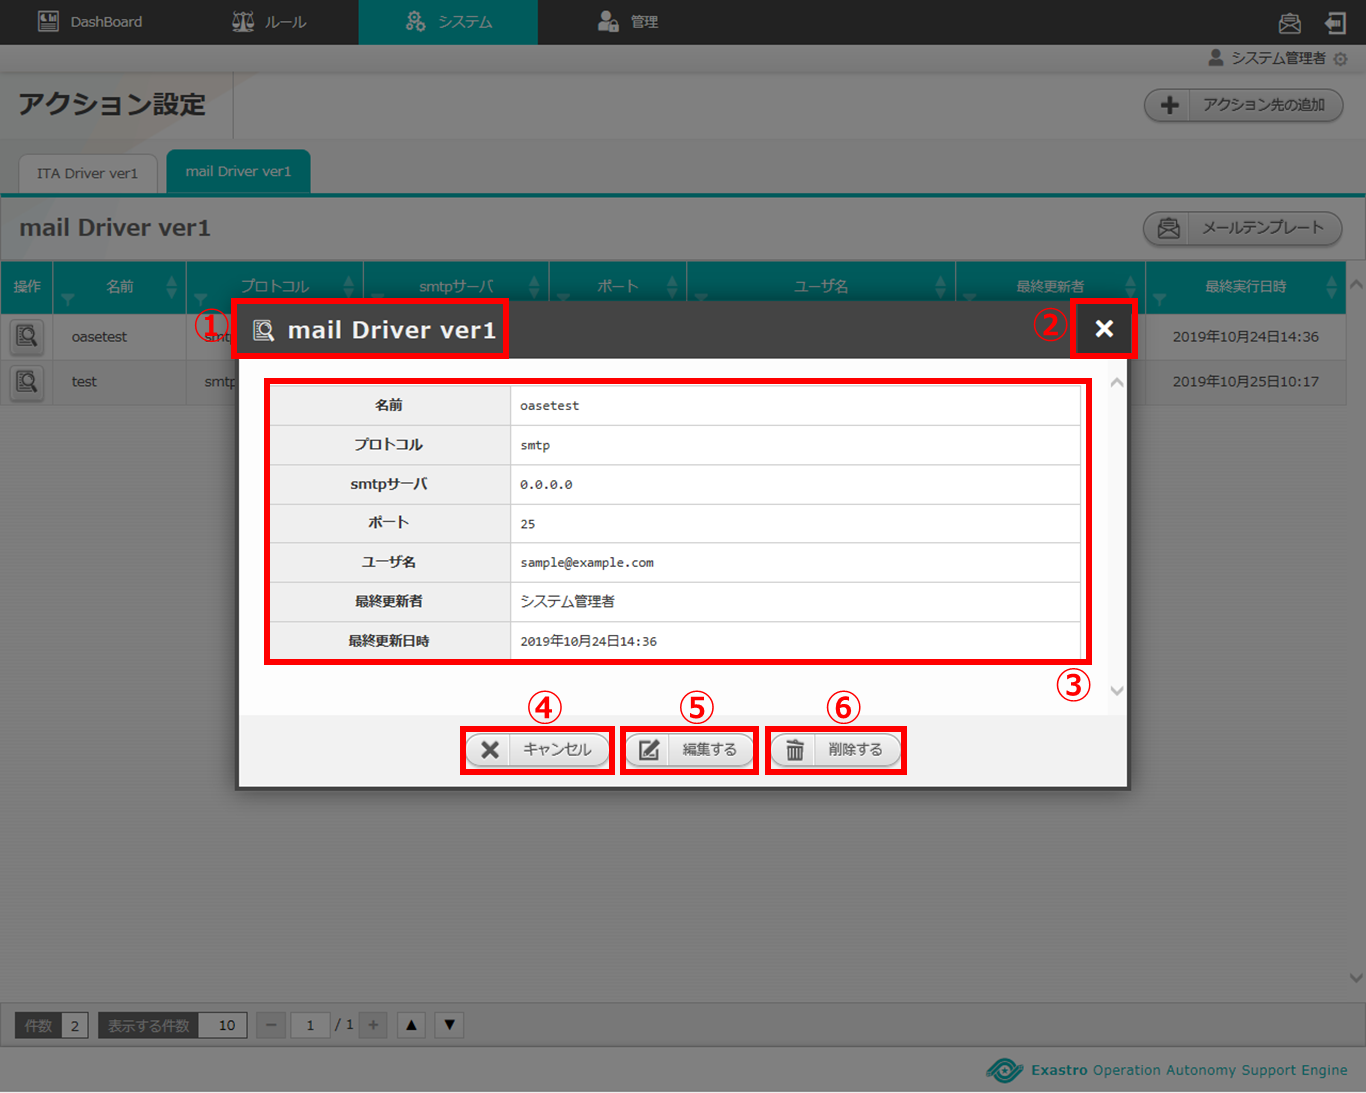 DashBoard ルール システム 管理
システム管理者
アクション設定
アクション先の追加
ITA Driver ver1 mail Driver ver1
mail Driver ver1
メールテンプレート
操作 名前 プロトコル smtpサーバ ポート ユーザ名 最終更新者 最終実行日時
① mail Driver ver1 ② ×
oasetest smtp 2019年10月24日14:36
test smtp 2019年10月25日10:17
名前 oasetest
プロトコル smtp
smtpサーバ 0.0.0.0
ポート 25
ユーザ名 sample@example.com
最終更新者 システム管理者
最終更新日時 2019年10月24日14:36
③
④ ⑤ ⑥
キャンセル 編集する 削除する
件数 2 表示する件数 10 − 1 / 1 + ▲ ▼
Exastro Operation Autonomy Support Engine